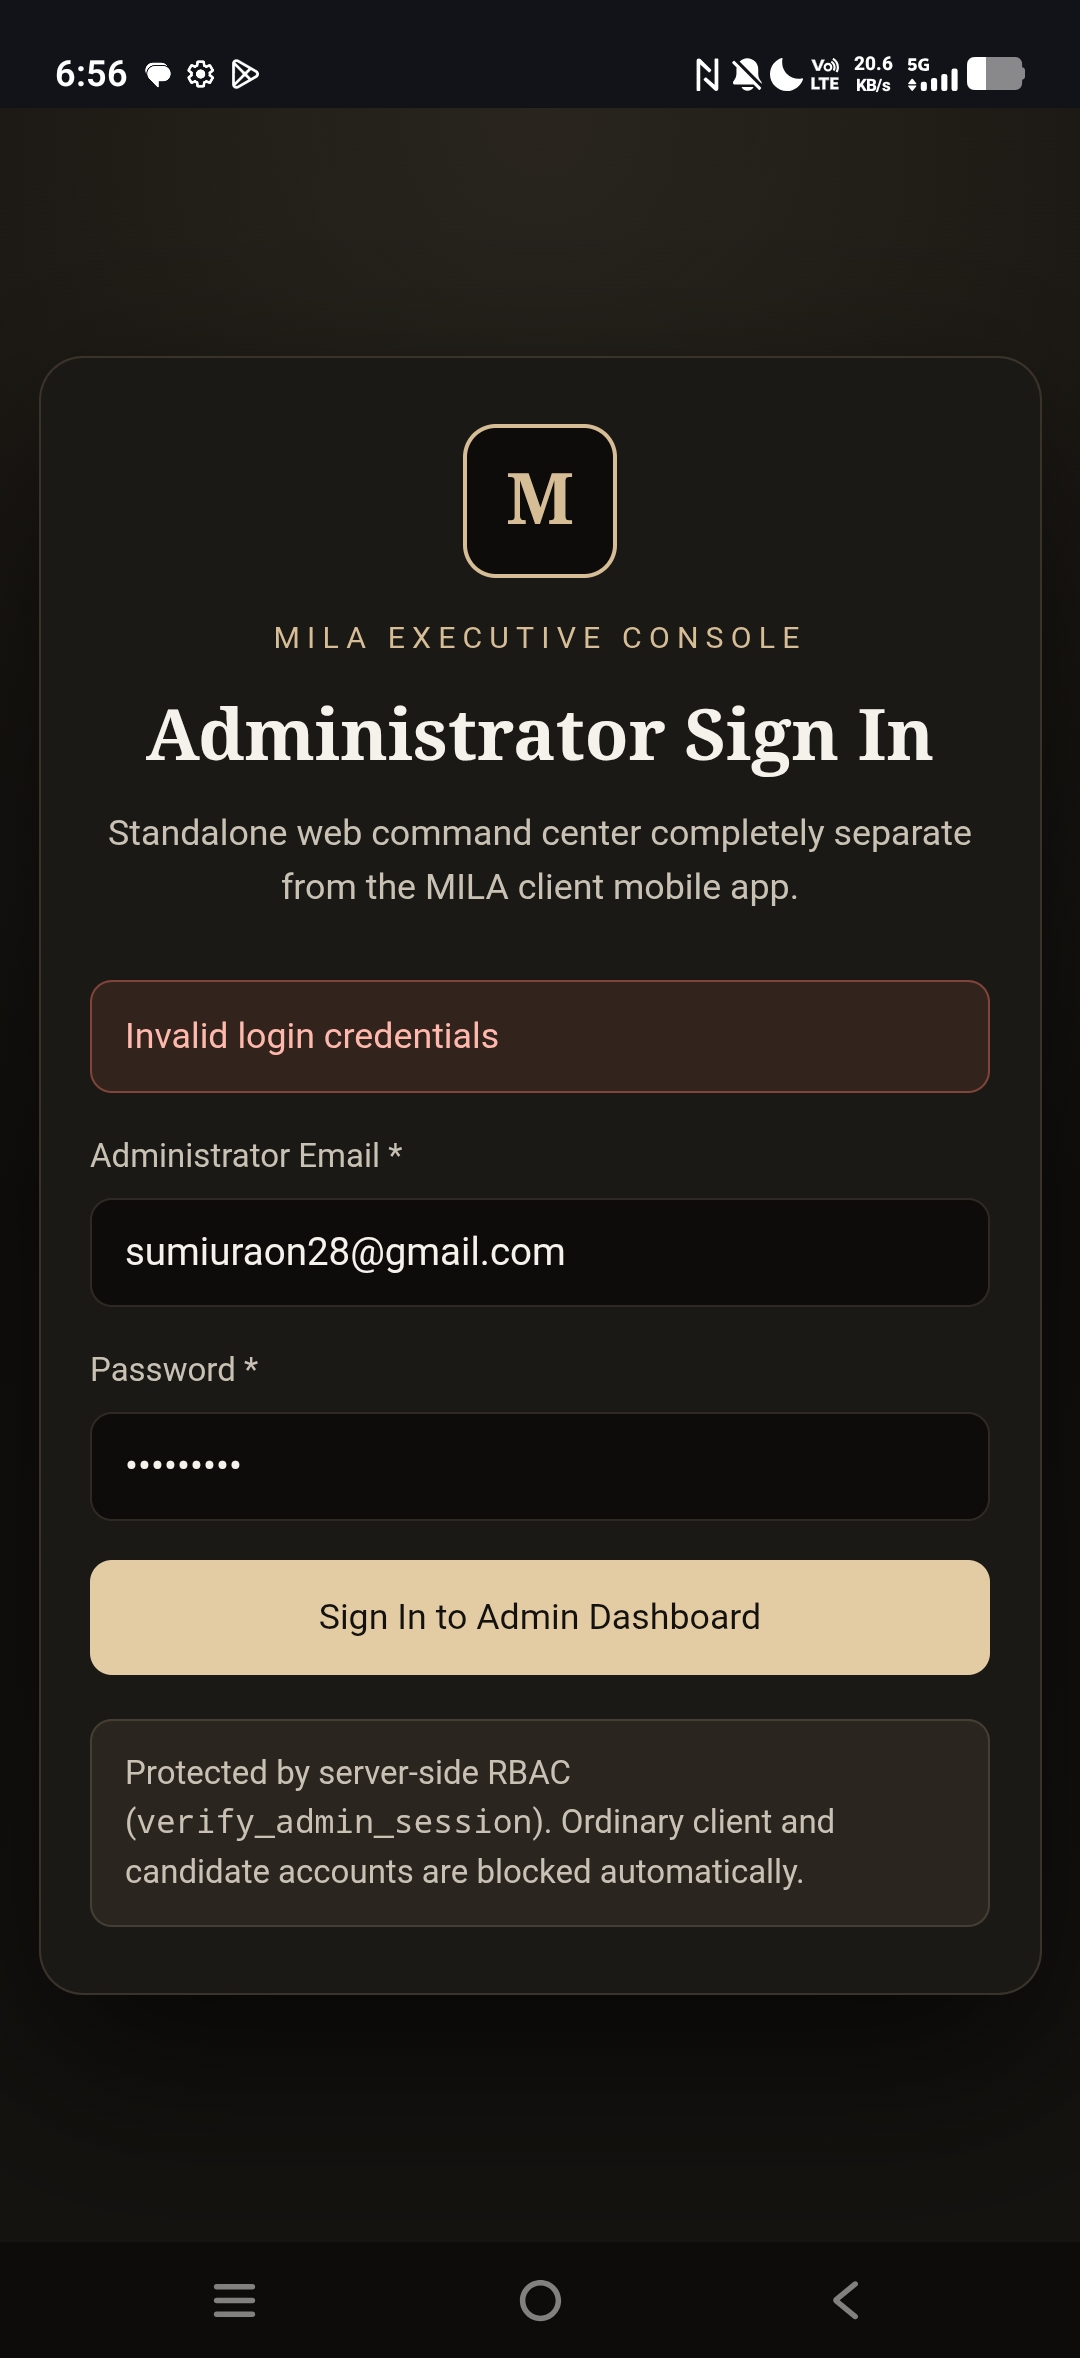 6:56
Vo)) LTE
20.6 KB/s
5G
M
MILA EXECUTIVE CONSOLE
Administrator Sign In
Standalone web command center completely separate
from the MILA client mobile app.
Invalid login credentials
Administrator Email *
sumiuraon28@gmail.com
Password *
•••••••••
Sign In to Admin Dashboard
Protected by server-side RBAC
(verify_admin_session). Ordinary client and
candidate accounts are blocked automatically.